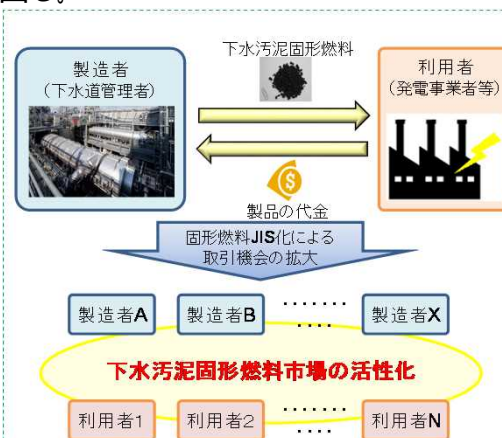 図る。
下水汚泥固形燃料
製造者
(下水道管理者)
利用者
(発電事業者等)
製品の代金
固形燃料JIS化による
取引機会の拡大
製造者A 製造者B ・・・・・・・ ・・・・ 製造者X
下水汚泥固形燃料市場の活性化
利用者1 利用者2 ・・・・・・・ ・・・・ 利用者N